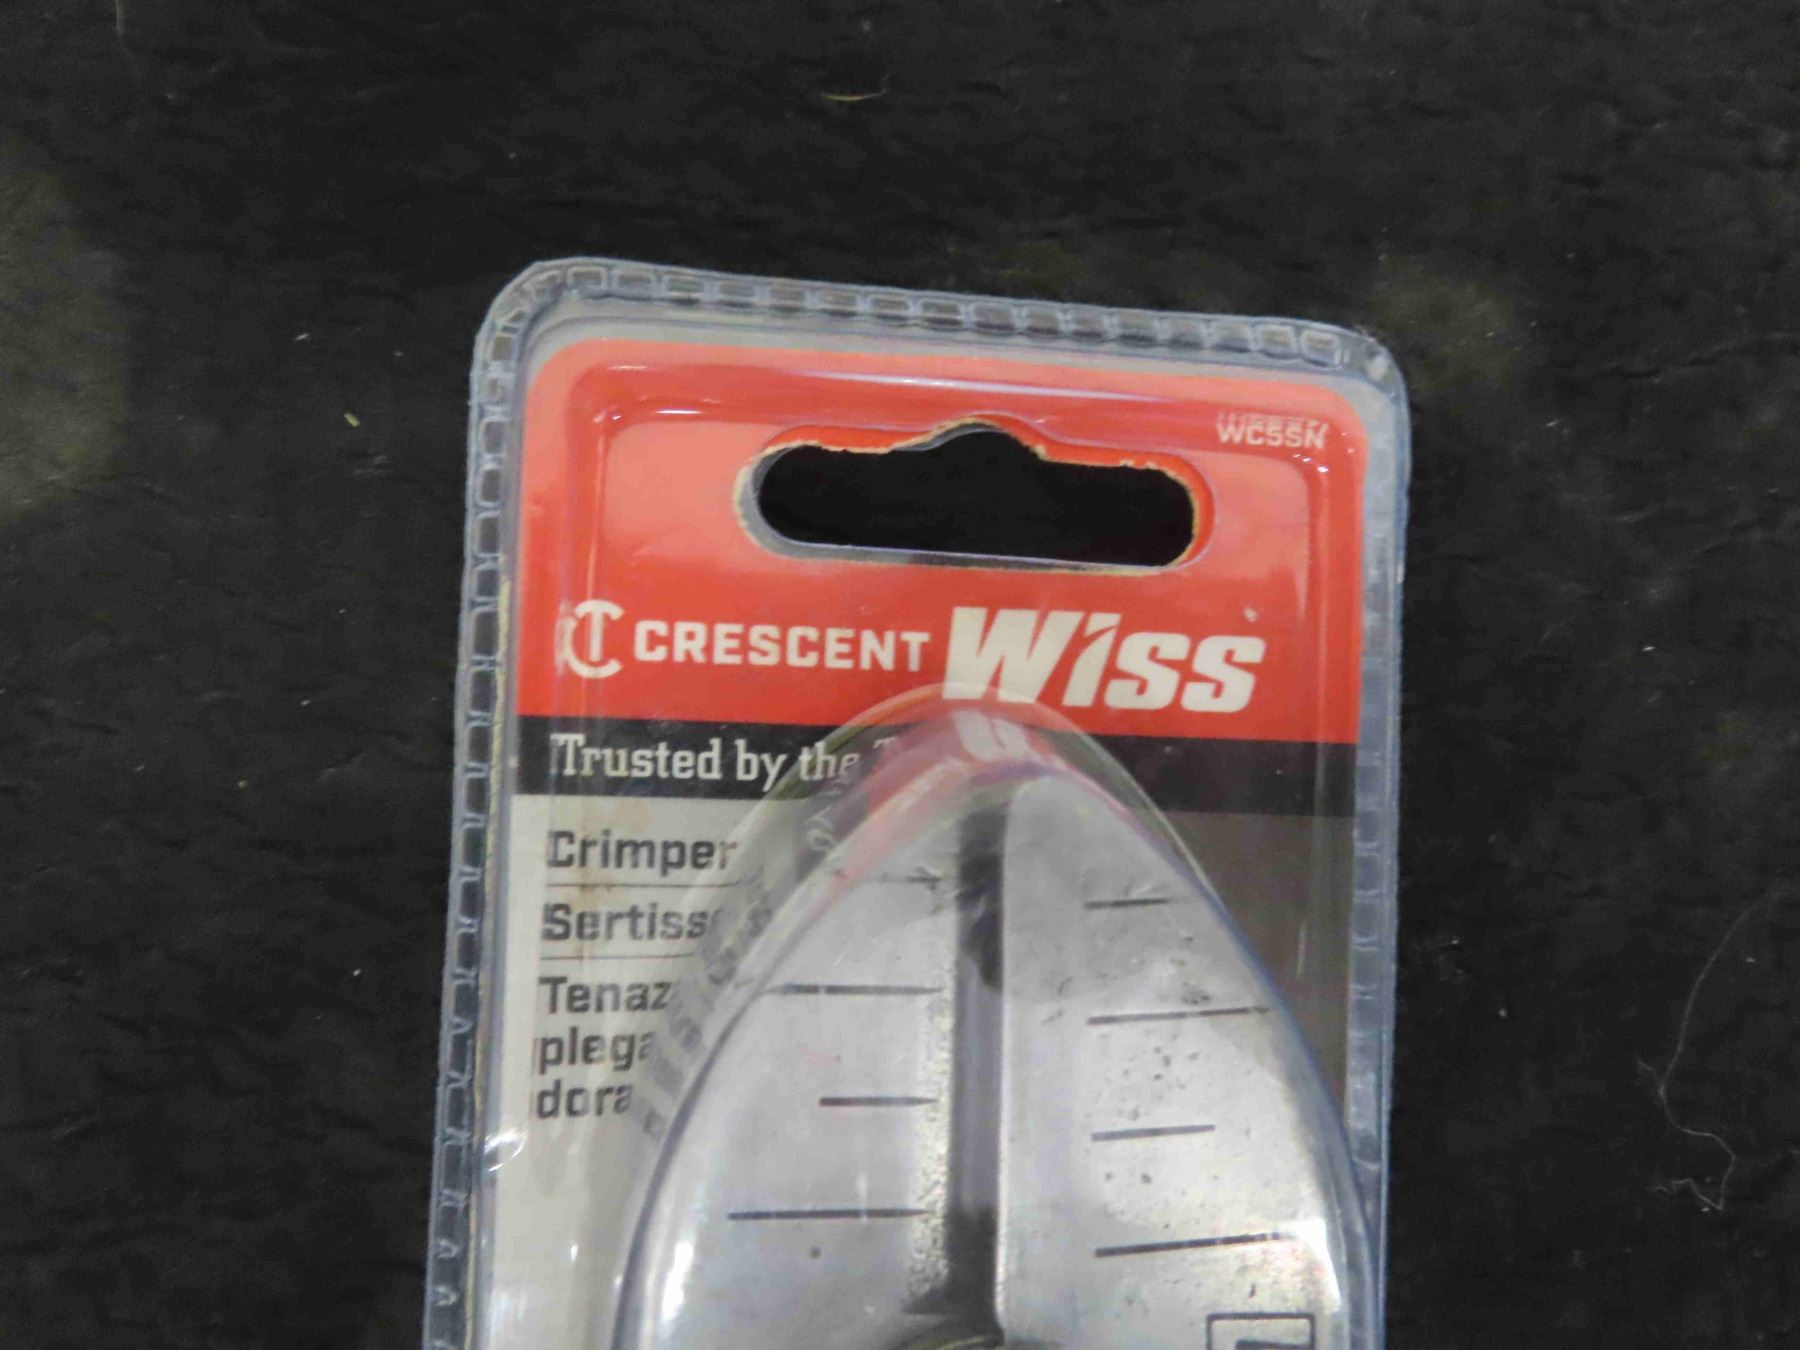 WC5SN
CRESCENT Wiss
Trusted by the
Crimper
Sertiss
Tenaz
plega
dora